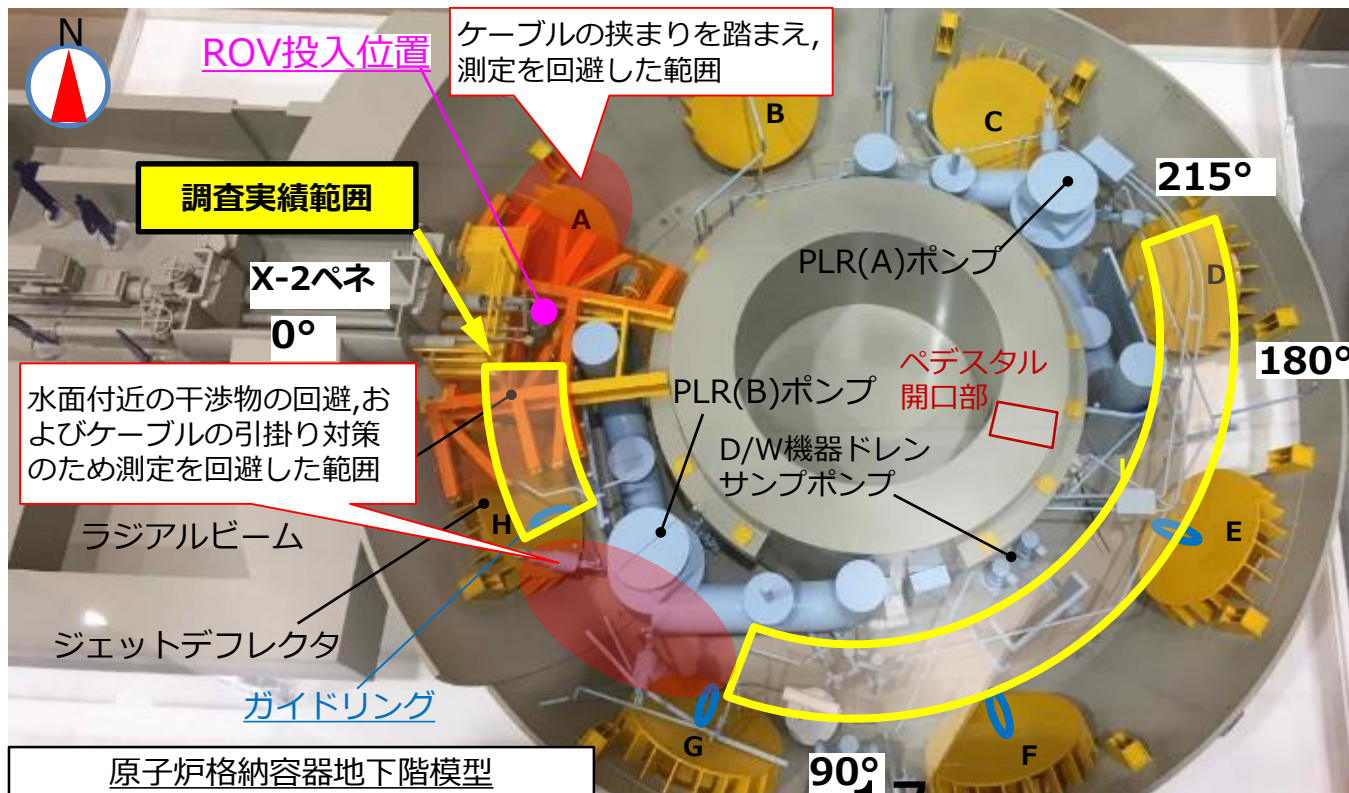 N
ROV投入位置
ケーブルの挟まりを踏まえ,
測定を回避した範囲
B
C
調査実績範囲
A
215°
PLR(A)ポンプ
D
X-2ペネ
0°
180°
ペデスタル
開口部
水面付近の干渉物の回避,お
よびケーブルの引掛り対策
のため測定を回避した範囲
PLR(B)ポンプ
D/W機器ドレン
サンプポンプ
H
E
ラジアルビーム
ジェットデフレクタ
ガイドリング
G
F
90°
原子炉格納容器地下階模型